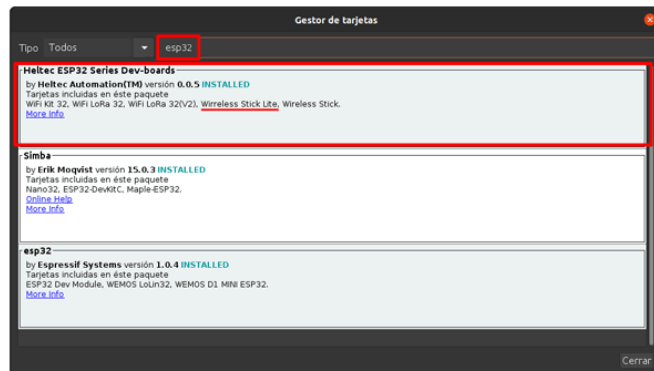 Gestor de tarjetas
Tipo Todos esp32
Heltec ESP32 Series Dev-boards
by Heltec Automation(TM) versión 0.0.5 INSTALLED
Tarjetas incluidas en éste paquete
WiFi Kit 32, WiFi LoRa 32, WiFi LoRa 32(V2), Wirreless Stick Lite, Wireless Stick.
More Info
Simba
by Erik Moqvist versión 15.0.3 INSTALLED
Tarjetas incluidas en éste paquete
Nano32, ESP32-DevKitC, Maple-ESP32.
Online Help
More Info
esp32
by Espressif Systems versión 1.0.4 INSTALLED
Tarjetas incluidas en éste paquete
ESP32 Dev Module, WEMOS LoLin32, WEMOS D1 MINI ESP32.
More Info
Cerrar